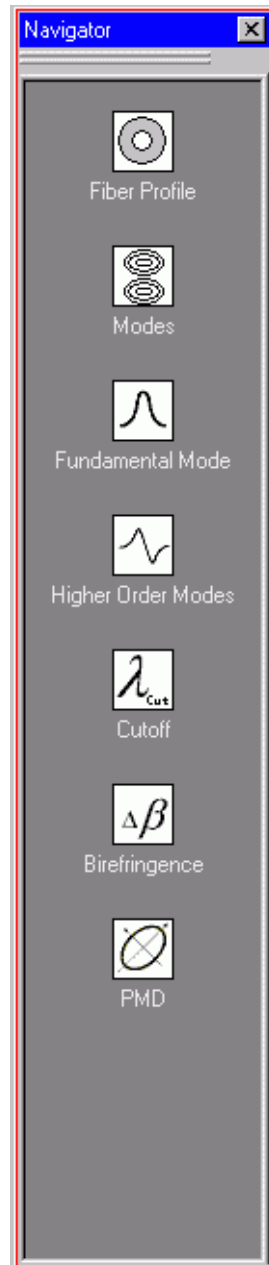 Navigator
Fiber Profile
Modes
Fundamental Mode
Higher Order Modes
λCut
Cutoff
Δβ
Birefringence
PMD